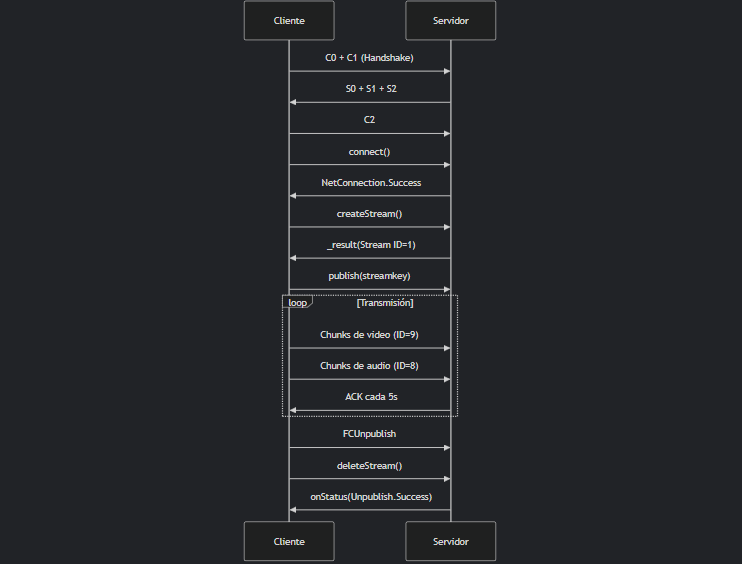 Cliente
Servidor
C0 + C1 (Handshake)
S0 + S1 + S2
C2
connect()
NetConnection.Success
createStream()
_result(Stream ID=1)
publish(streamkey)
loop
[Transmisión]
Chunks de video (ID=9)
Chunks de audio (ID=8)
ACK cada 5s
FCUnpublish
deleteStream()
onStatus(Unpublish.Success)
Cliente
Servidor